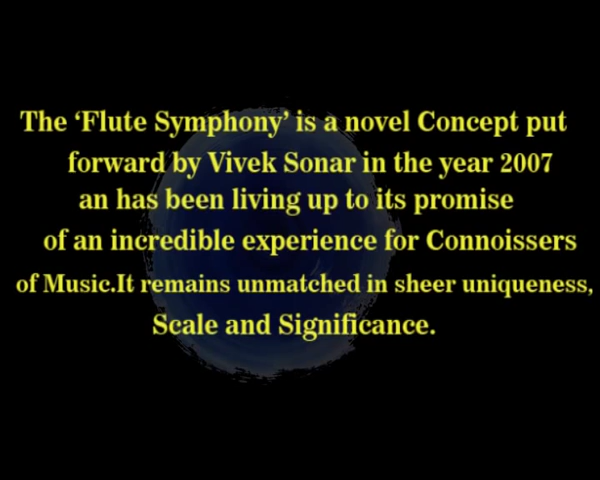 The ‘Flute Symphony’ is a novel Concept put
forward by Vivek Sonar in the year 2007
an has been living up to its promise
of an incredible experience for Connoissers
of Music.It remains unmatched in sheer uniqueness,
Scale and Significance.